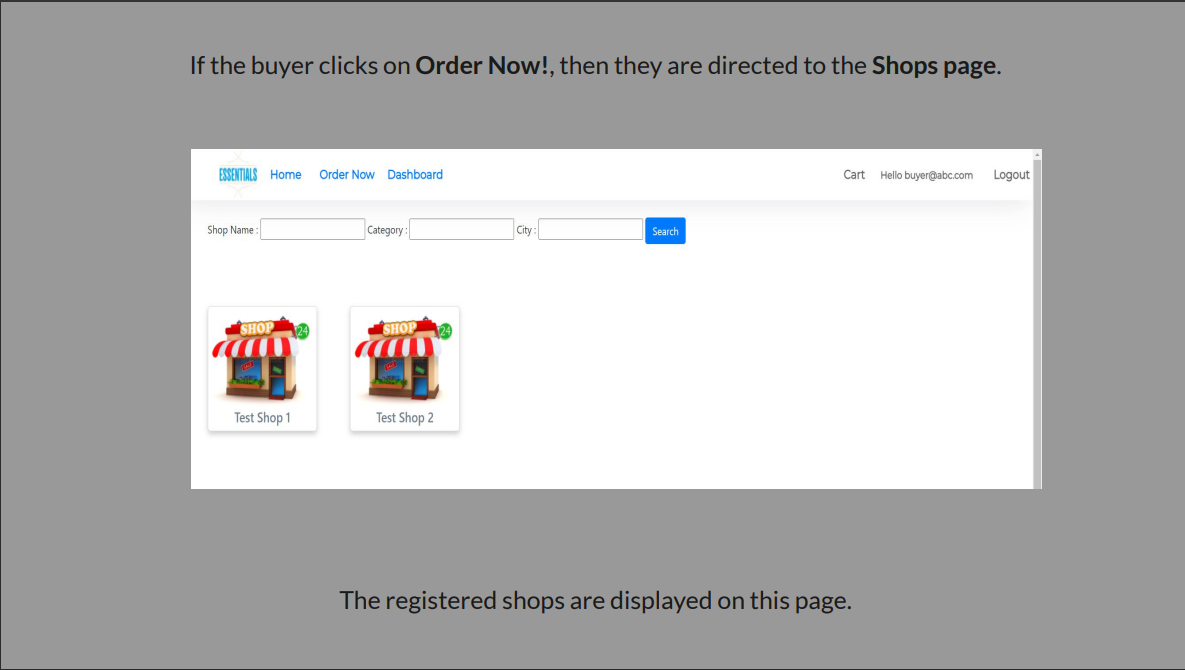 If the buyer clicks on Order Now!, then they are directed to the Shops page.
ESSENTIALS Home Order Now Dashboard Cart Hello buyer@abc.com Logout
Shop Name : Category : City : Search
SHOP 24 SHOP 24
Test Shop 1 Test Shop 2
The registered shops are displayed on this page.